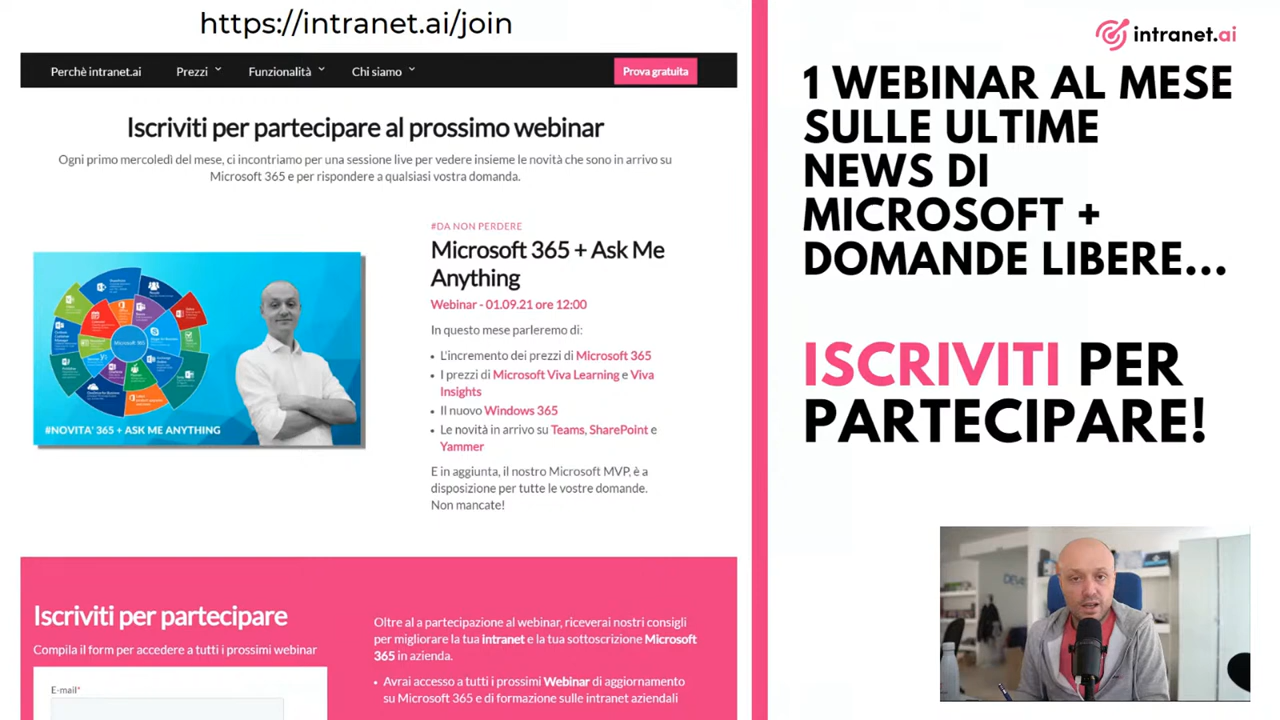 https://intranet.ai/join
Perchè intranet.ai
Prezzi
Funzionalità
Chi siamo
Prova gratuita
Iscriviti per partecipare al prossimo webinar
Ogni primo mercoledì del mese, ci incontriamo per una sessione live per vedere insieme le novità che sono in arrivo su
Microsoft 365 e per rispondere a qualsiasi vostra domanda.
Microsoft 365
#NOVITA' 365 + ASK ME ANYTHING
#DA NON PERDERE
Microsoft 365 + Ask Me
Anything
Webinar - 01.09.21 ore 12:00
In questo mese parleremo di:
• L'incremento dei prezzi di Microsoft 365
• I prezzi di Microsoft Viva Learning e Viva
Insights
• Il nuovo Windows 365
• Le novità in arrivo su Teams, SharePoint e
Yammer
E in aggiunta, il nostro Microsoft MVP, è a
disposizione per tutte le vostre domande.
Non mancate!
Iscriviti per partecipare
Compila il form per accedere a tutti i prossimi webinar
E-mail*
Oltre al a partecipazione al webinar, riceverai nostri consigli
per migliorare la tua intranet e la tua sottoscrizione Microsoft
365 in azienda.
• Avrai accesso a tutti i prossimi Webinar di aggiornamento
su Microsoft 365 e di formazione sulle intranet aziendali
intranet.ai
1 WEBINAR AL MESE
SULLE ULTIME
NEWS DI
MICROSOFT +
DOMANDE LIBERE...
ISCRIVITI PER
PARTECIPARE!